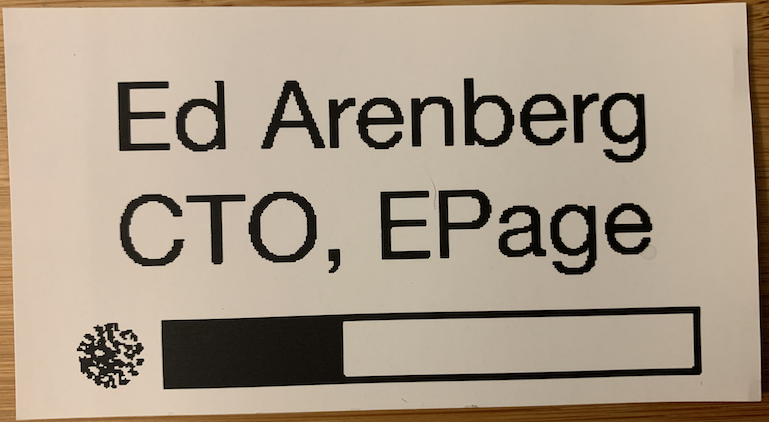 Ed Arenberg
CTO, EPage